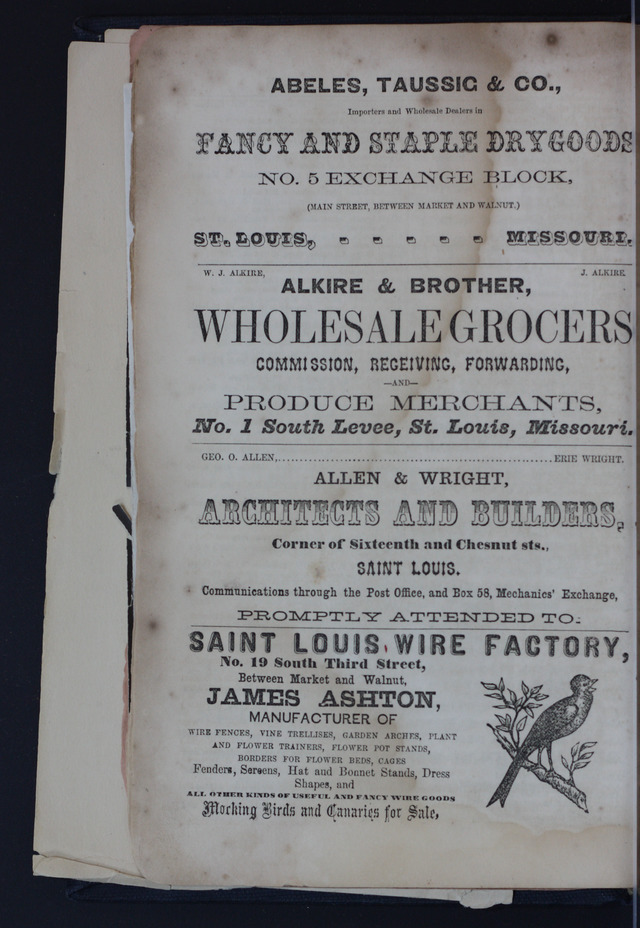 ABELES, TAUSSIG & CO.,
Importers and Wholesale Dealers in
FANCY AND STAPLE DRYGOODS
NO. 5 EXCHANGE BLOCK,
(MAIN STREET, BETWEEN MARKET AND WALNUT.)
ST. LOUIS, - - - - - MISSOURI.
W. J. ALKIRE, J. ALKIRE
ALKIRE & BROTHER,
WHOLESALE GROCERS
COMMISSION, RECEIVING, FORWARDING,
—AND—
PRODUCE MERCHANTS,
No. 1 South Levee, St. Louis, Missouri.
GEO. O. ALLEN,................................................ERIE WRIGHT.
ALLEN & WRIGHT,
ARCHITECTS AND BUILDERS,
Corner of Sixteenth and Chesnut sts.,
SAINT LOUIS.
Communications through the Post Office, and Box 58, Mechanics' Exchange,
PROMPTLY ATTENDED TO.
SAINT LOUIS WIRE FACTORY,
No. 19 South Third Street,
Between Market and Walnut,
JAMES ASHTON,
MANUFACTURER OF
WIRE FENCES, VINE TRELLISES, GARDEN ARCHES, PLANT
AND FLOWER TRAINERS, FLOWER POT STANDS,
BORDERS FOR FLOWER BEDS, CAGES
Fenders, Screens, Hat and Bonnet Stands, Dress
Shapes, and
ALL OTHER KINDS OF USEFUL AND FANCY WIRE GOODS
Mocking Birds and Canaries for Sale,